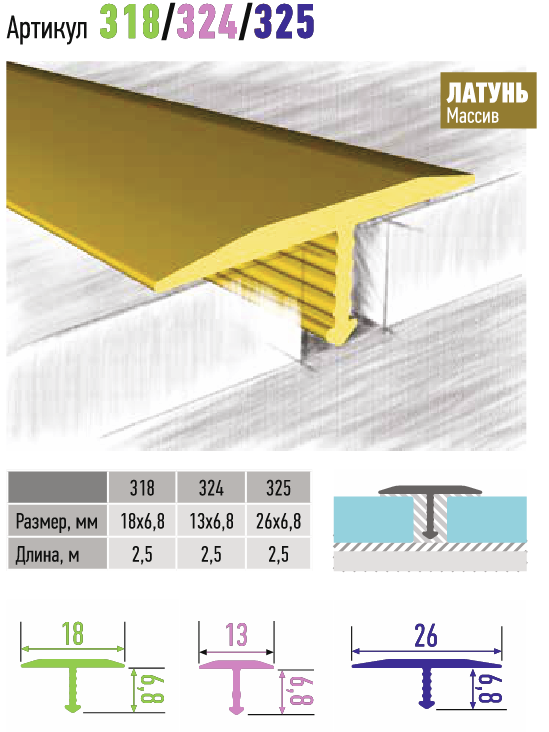 Артикул 318/324/325
ЛАТУНЬ
Массив
318 324 325
Размер, мм 18x6,8 13x6,8 26x6,8
Длина, м 2,5 2,5 2,5
18 13 26
6,8 6,8 6,8